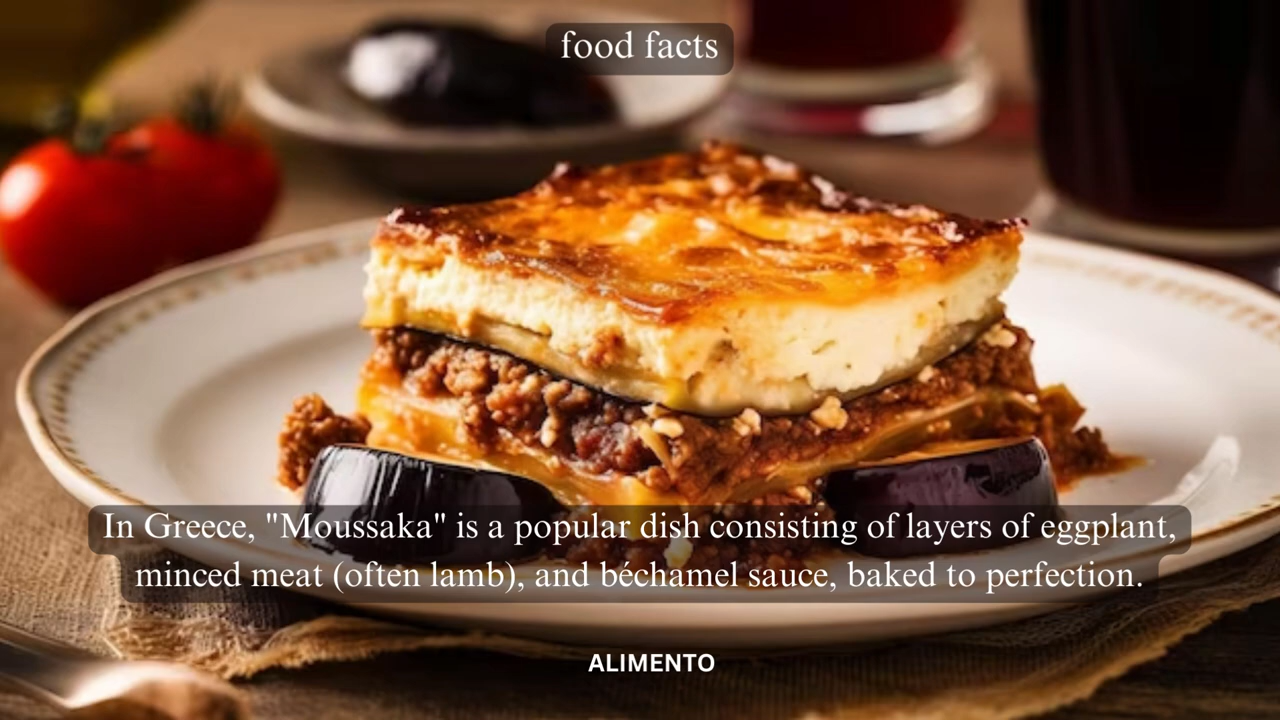 food facts
In Greece, "Moussaka" is a popular dish consisting of layers of eggplant,
minced meat (often lamb), and béchamel sauce, baked to perfection.
ALIMENTO